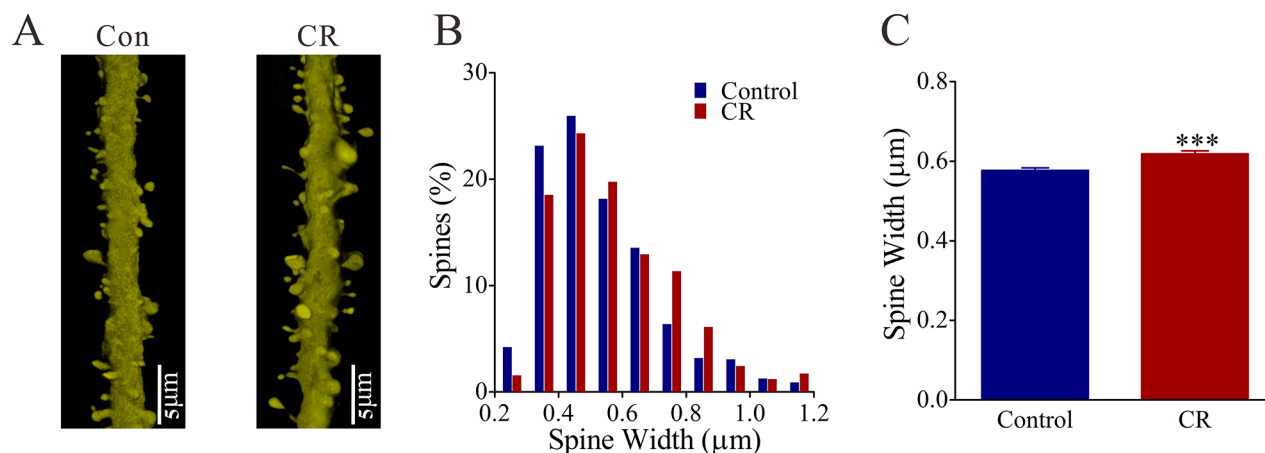 A
Con
CR
5μm
5μm
B
Control
CR
Spines (%)
30
20
10
0
0.2 0.4 0.6 0.8 1.0 1.2
Spine Width (μm)
C
Spine Width (μm)
0.8
0.6
0.4
0.2
0.0
***
Control CR